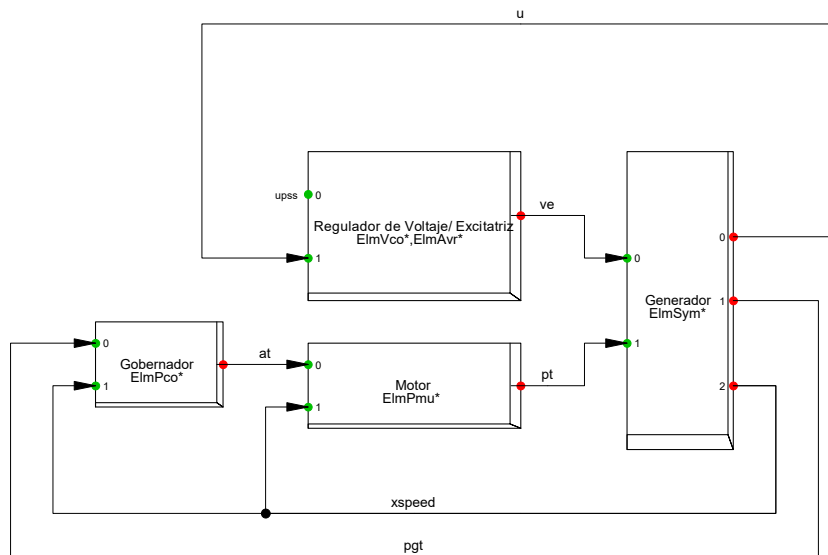 u
upss
0
Regulador de Voltaje/ Excitatriz
ElmVco*,ElmAvr*
1
ve
0
Generador
ElmSym*
0
1
1
2
0
Gobernador
ElmPco*
1
at
0
Motor
ElmPmu*
1
pt
xspeed
pgt